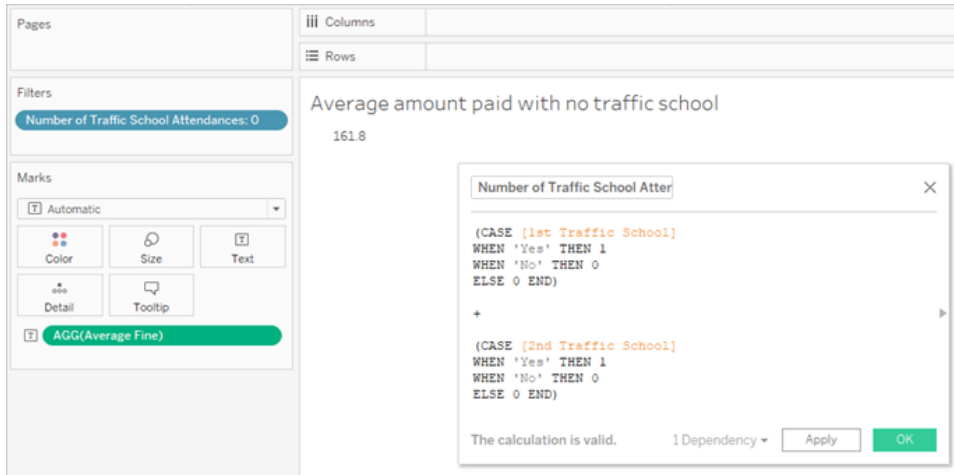 Pages
Columns
Rows
Filters
Number of Traffic School Attendances: 0
Average amount paid with no traffic school
161.8
Marks
Automatic
Color
Size
Text
Detail
Tooltip
AGG(Average Fine)
Number of Traffic School Atter
(CASE [1st Traffic School]
WHEN 'Yes' THEN 1
WHEN 'No' THEN 0
ELSE 0 END)
+
(CASE [2nd Traffic School]
WHEN 'Yes' THEN 1
WHEN 'No' THEN 0
ELSE 0 END)
The calculation is valid.
1 Dependency
Apply
OK